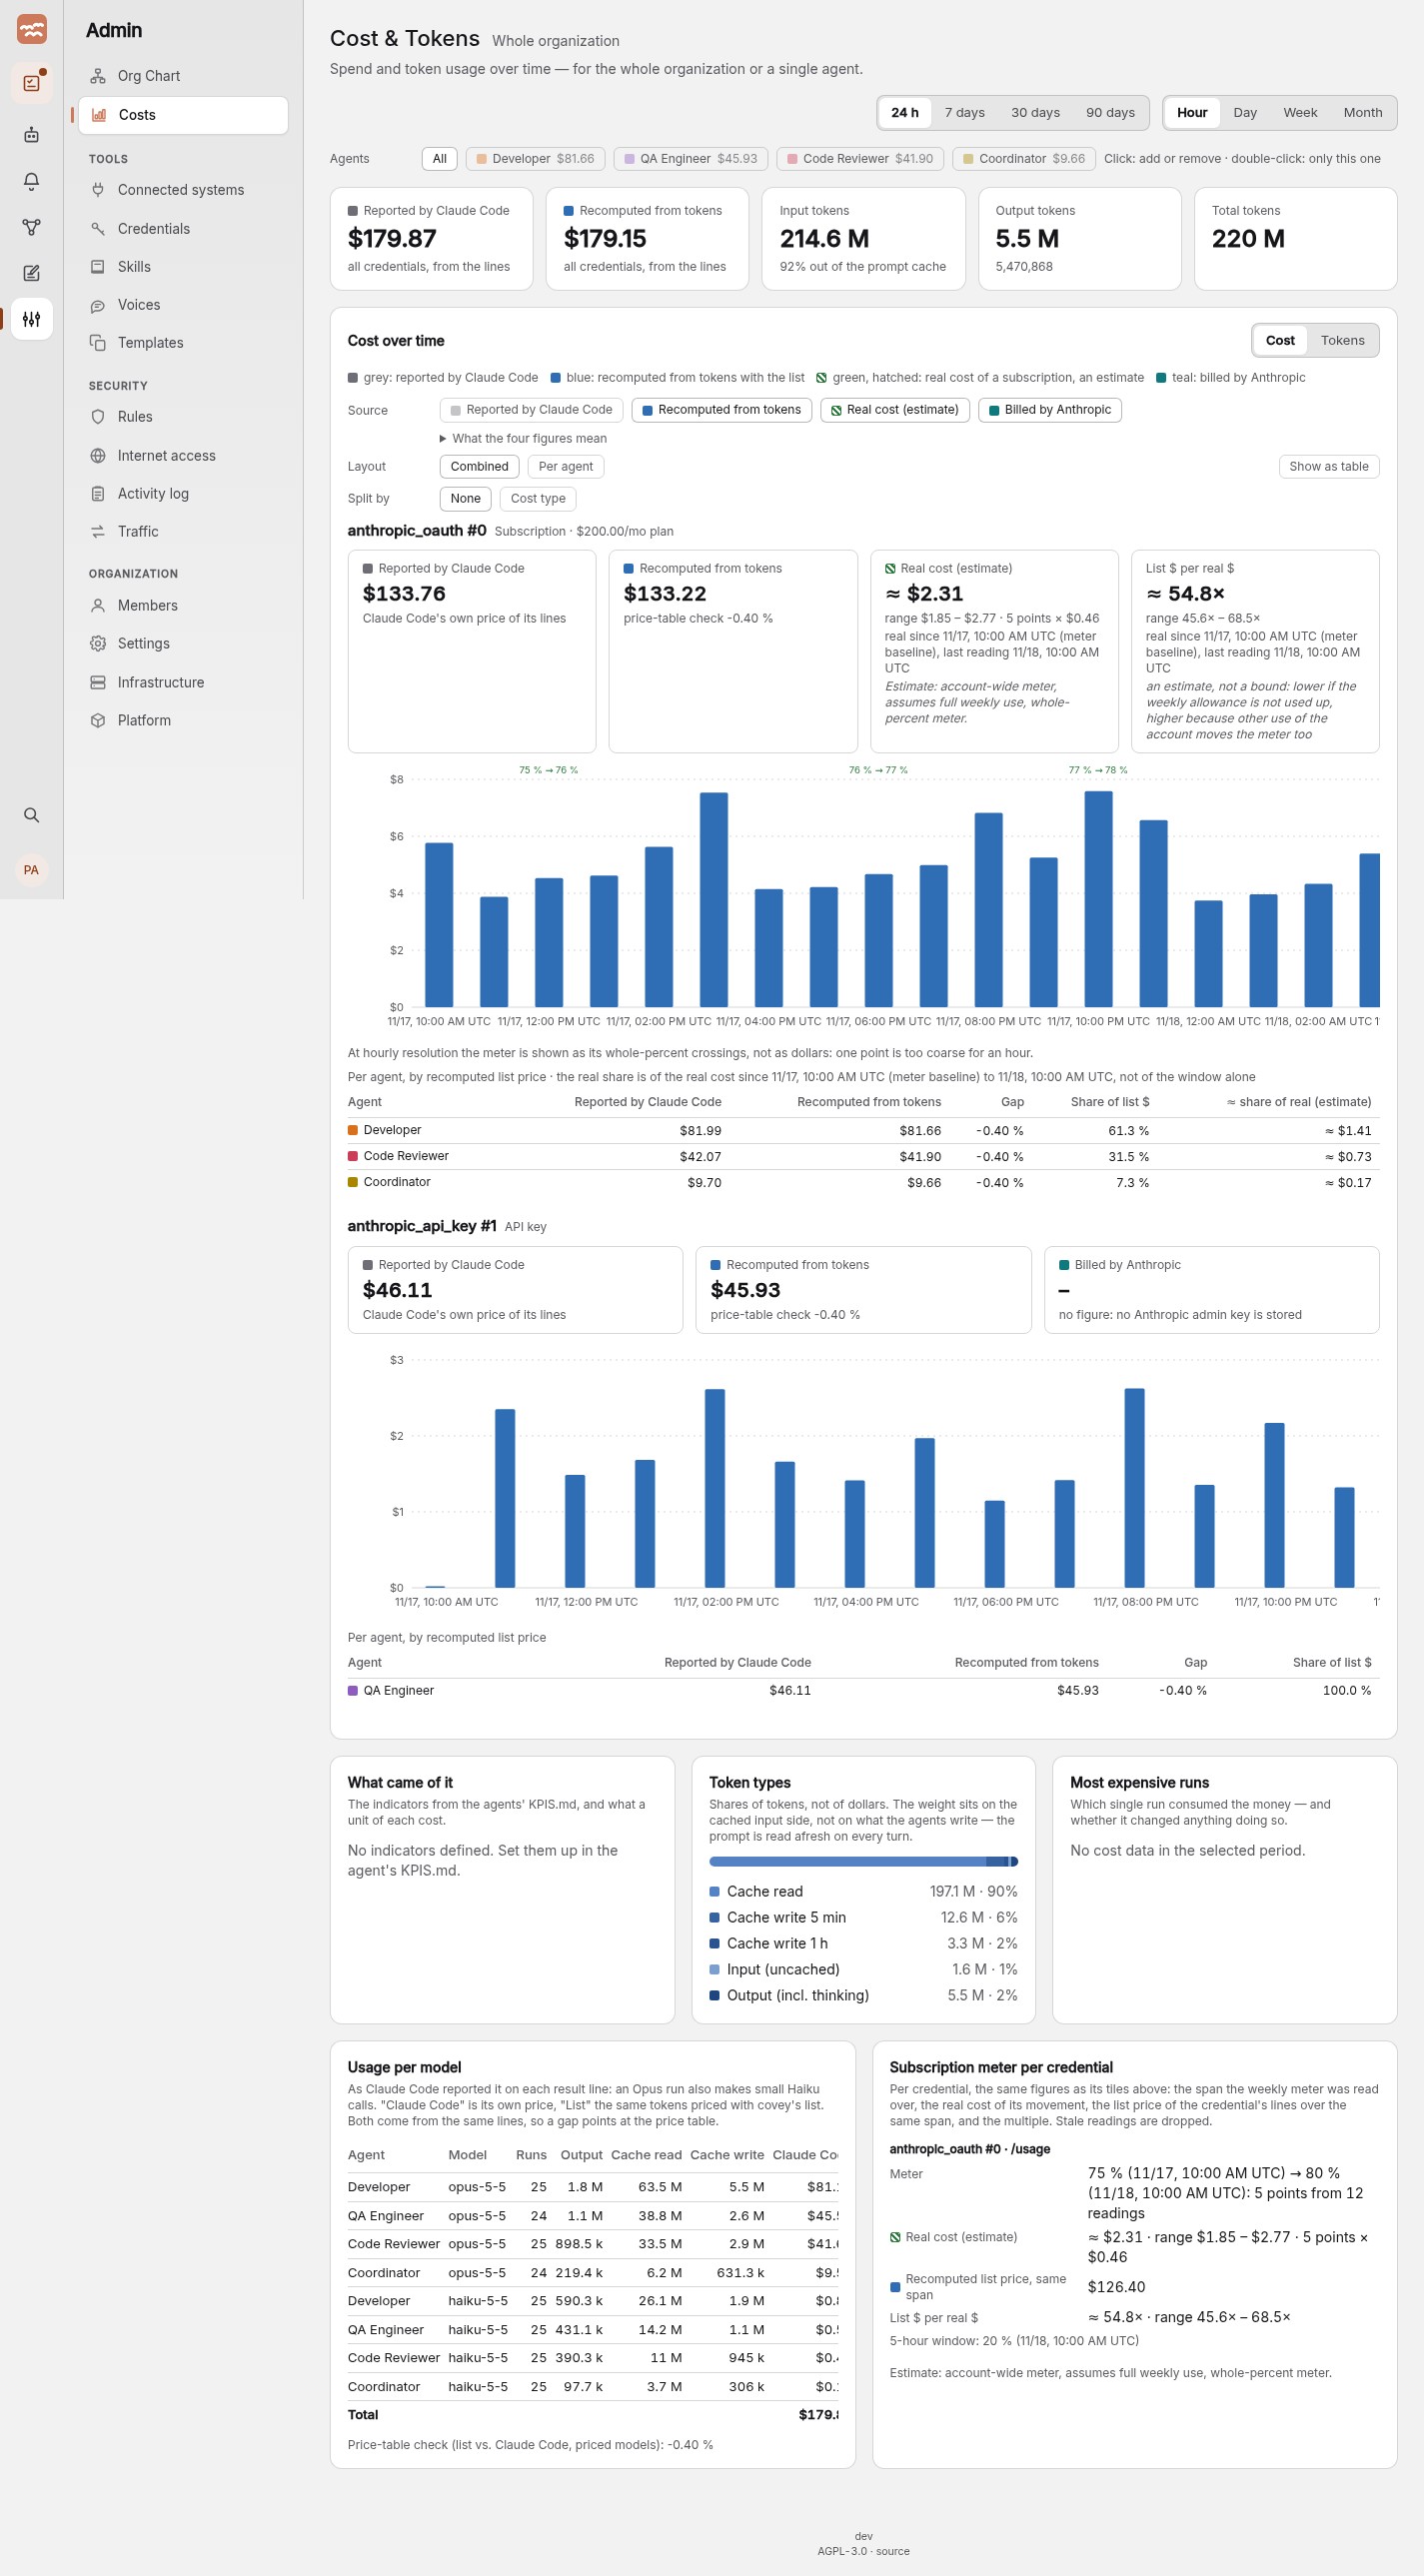 Admin
Org Chart
Costs
TOOLS
Connected systems
Credentials
Skills
Voices
Templates
SECURITY
Rules
Internet access
Activity log
Traffic
ORGANIZATION
Members
Settings
Infrastructure
Platform
PA
Cost & Tokens Whole organization
Spend and token usage over time — for the whole organization or a single agent.
24 h 7 days 30 days 90 days Hour Day Week Month
Agents All Developer $81.66 QA Engineer $45.93 Code Reviewer $41.90 Coordinator $9.66 Click: add or remove · double-click: only this one
Reported by Claude Code
$179.87
all credentials, from the lines
Recomputed from tokens
$179.15
all credentials, from the lines
Input tokens
214.6 M
92% out of the prompt cache
Output tokens
5.5 M
5,470,868
Total tokens
220 M
Cost over time Cost Tokens
grey: reported by Claude Code blue: recomputed from tokens with the list green, hatched: real cost of a subscription, an estimate teal: billed by Anthropic
Source Reported by Claude Code Recomputed from tokens Real cost (estimate) Billed by Anthropic
▶ What the four figures mean
Layout Combined Per agent Show as table
Split by None Cost type
anthropic_oauth #0 Subscription · $200.00/mo plan
Reported by Claude Code
$133.76
Claude Code's own price of its lines
Recomputed from tokens
$133.22
price-table check -0.40 %
Real cost (estimate)
≈ $2.31
range $1.85 – $2.77 · 5 points × $0.46
real since 11/17, 10:00 AM UTC (meter
baseline), last reading 11/18, 10:00 AM
UTC
Estimate: account-wide meter,
assumes full weekly use, whole-
percent meter.
List $ per real $
≈ 54.8×
range 45.6× – 68.5×
real since 11/17, 10:00 AM UTC (meter
baseline), last reading 11/18, 10:00 AM
UTC
an estimate, not a bound: lower if the
weekly allowance is not used up,
higher because other use of the
account moves the meter too
75 % → 76 % 76 % → 77 % 77 % → 78 %
$8
$6
$4
$2
$0
11/17, 10:00 AM UTC 11/17, 12:00 PM UTC 11/17, 02:00 PM UTC 11/17, 04:00 PM UTC 11/17, 06:00 PM UTC 11/17, 08:00 PM UTC 11/17, 10:00 PM UTC 11/18, 12:00 AM UTC 11/18, 02:00 AM UTC
At hourly resolution the meter is shown as its whole-percent crossings, not as dollars: one point is too coarse for an hour.
Per agent, by recomputed list price · the real share is of the real cost since 11/17, 10:00 AM UTC (meter baseline) to 11/18, 10:00 AM UTC, not of the window alone
Agent Reported by Claude Code Recomputed from tokens Gap Share of list $ ≈ share of real (estimate)
Developer $81.99 $81.66 -0.40 % 61.3 % ≈ $1.41
Code Reviewer $42.07 $41.90 -0.40 % 31.5 % ≈ $0.73
Coordinator $9.70 $9.66 -0.40 % 7.3 % ≈ $0.17
anthropic_api_key #1 API key
Reported by Claude Code
$46.11
Claude Code's own price of its lines
Recomputed from tokens
$45.93
price-table check -0.40 %
Billed by Anthropic
–
no figure: no Anthropic admin key is stored
$3
$2
$1
$0
11/17, 10:00 AM UTC 11/17, 12:00 PM UTC 11/17, 02:00 PM UTC 11/17, 04:00 PM UTC 11/17, 06:00 PM UTC 11/17, 08:00 PM UTC 11/17, 10:00 PM UTC
Per agent, by recomputed list price
Agent Reported by Claude Code Recomputed from tokens Gap Share of list $
QA Engineer $46.11 $45.93 -0.40 % 100.0 %
What came of it
The indicators from the agents' KPIS.md, and what a
unit of each cost.
No indicators defined. Set them up in the
agent's KPIS.md.
Token types
Shares of tokens, not of dollars. The weight sits on the
cached input side, not on what the agents write — the
prompt is read afresh on every turn.
Cache read 197.1 M · 90%
Cache write 5 min 12.6 M · 6%
Cache write 1 h 3.3 M · 2%
Input (uncached) 1.6 M · 1%
Output (incl. thinking) 5.5 M · 2%
Most expensive runs
Which single run consumed the money — and
whether it changed anything doing so.
No cost data in the selected period.
Usage per model
As Claude Code reported it on each result line: an Opus run also makes small Haiku
calls. "Claude Code" is its own price, "List" the same tokens priced with covey's list.
Both come from the same lines, so a gap points at the price table.
Agent Model Runs Output Cache read Cache write Claude
Developer opus-5-5 25 1.8 M 63.5 M 5.5 M
QA Engineer opus-5-5 24 1.1 M 38.8 M 2.6 M
Code Reviewer opus-5-5 25 898.5 k 33.5 M 2.9 M
Coordinator opus-5-5 24 219.4 k 6.2 M 631.3 k
Developer haiku-5-5 25 590.3 k 26.1 M 1.9 M
QA Engineer haiku-5-5 25 431.1 k 14.2 M 1.1 M
Code Reviewer haiku-5-5 25 390.3 k 11 M 945 k
Coordinator haiku-5-5 25 97.7 k 3.7 M 306 k
Total
Price-table check (list vs. Claude Code, priced models): -0.40 %
Subscription meter per credential
Per credential, the same figures as its tiles above: the span the weekly meter was read
over, the real cost of its movement, the list price of the credential's lines over the
same span, and the multiple. Stale readings are dropped.
anthropic_oauth #0 · /usage
Meter 75 % (11/17, 10:00 AM UTC) → 80 %
(11/18, 10:00 AM UTC): 5 points from 12
readings
Real cost (estimate) ≈ $2.31 · range $1.85 – $2.77 · 5 points ×
$0.46
Recomputed list price, same
span $126.40
List $ per real $ ≈ 54.8× · range 45.6× – 68.5×
5-hour window: 20 % (11/18, 10:00 AM UTC)
Estimate: account-wide meter, assumes full weekly use, whole-percent meter.
dev
AGPL-3.0 · source